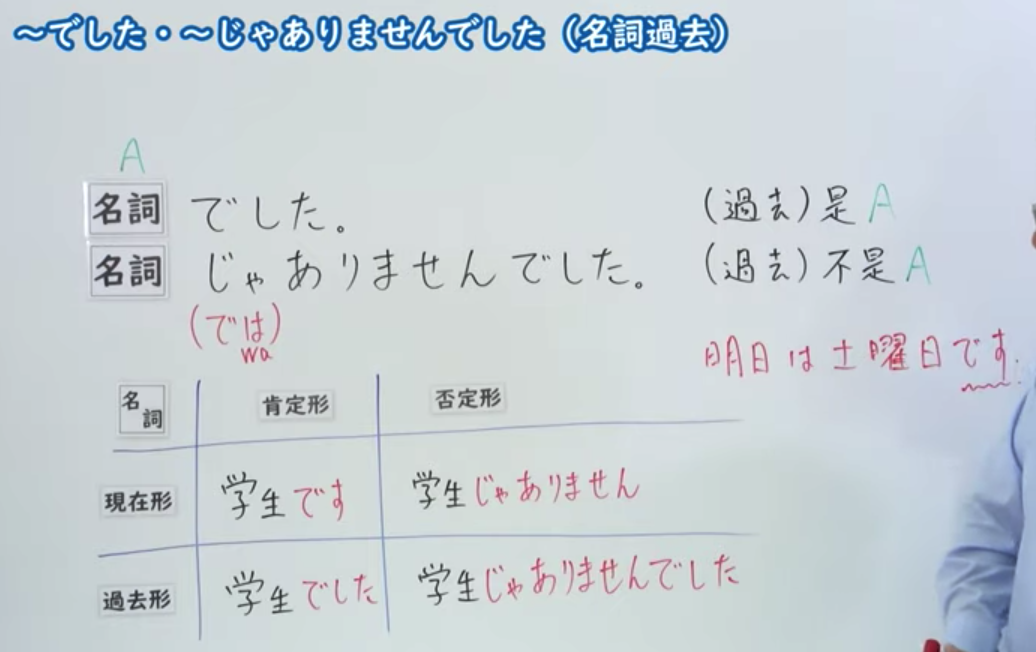 〜でした・〜じゃありませんでした（名詞過去）
A
名詞 でした。 (過去)是A
名詞 じゃありませんでした。 (過去)不是A
(では)
wa
明日は土曜日です.
名詞 肯定形 否定形
現在形 学生です 学生じゃありません
過去形 学生でした 学生じゃありませんでした